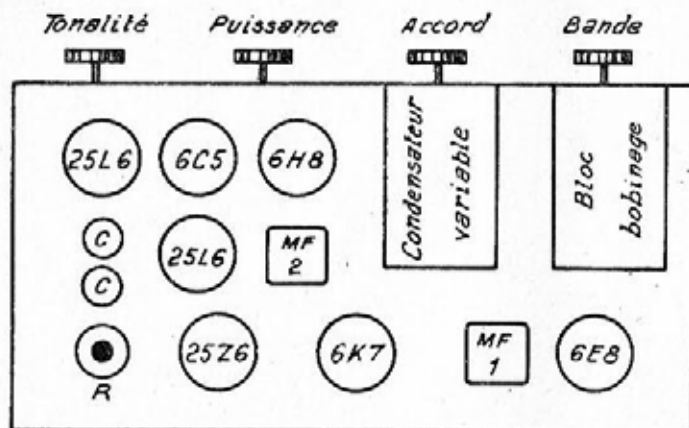 Tonalité Puissance Accord Bande
25L6 6C5 6H8
Condensateur
variable
Bloc
bobinage
C
25L6
MF
2
C
R
25Z6
6K7
MF
1
6E8